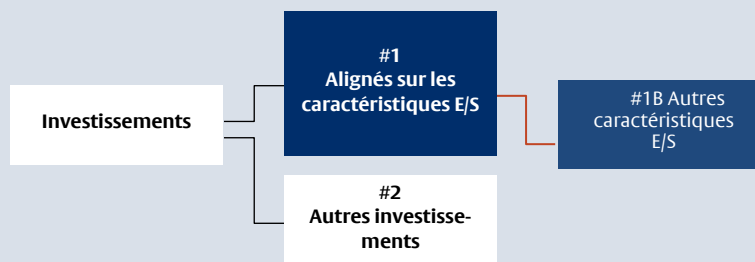 Investissements
#1
Alignés sur les
caractéristiques E/S
#1B Autres
caractéristiques
E/S
#2
Autres investisse-
ments